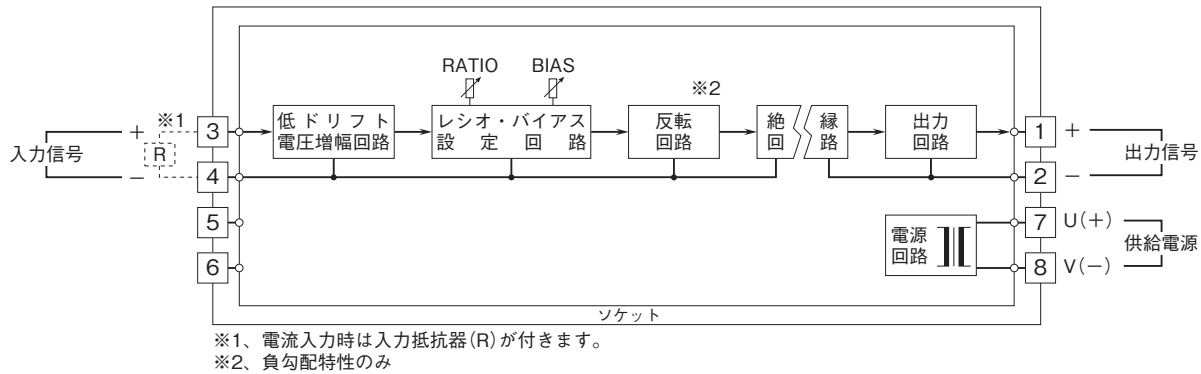 RATIO
BIAS
※1
※2
入力信号
+
−
R
3
4
5
6
低ドリフト
電圧増幅回路
レシオ・バイアス
設定回路
反転
回路
絶縁
回路
出力
回路
1
+
2
−
出力信号
電源
回路
7
U(+)
8
V(−)
供給電源
ソケット
※1、電流入力時は入力抵抗器(R)が付きます。
※2、負勾配特性のみ